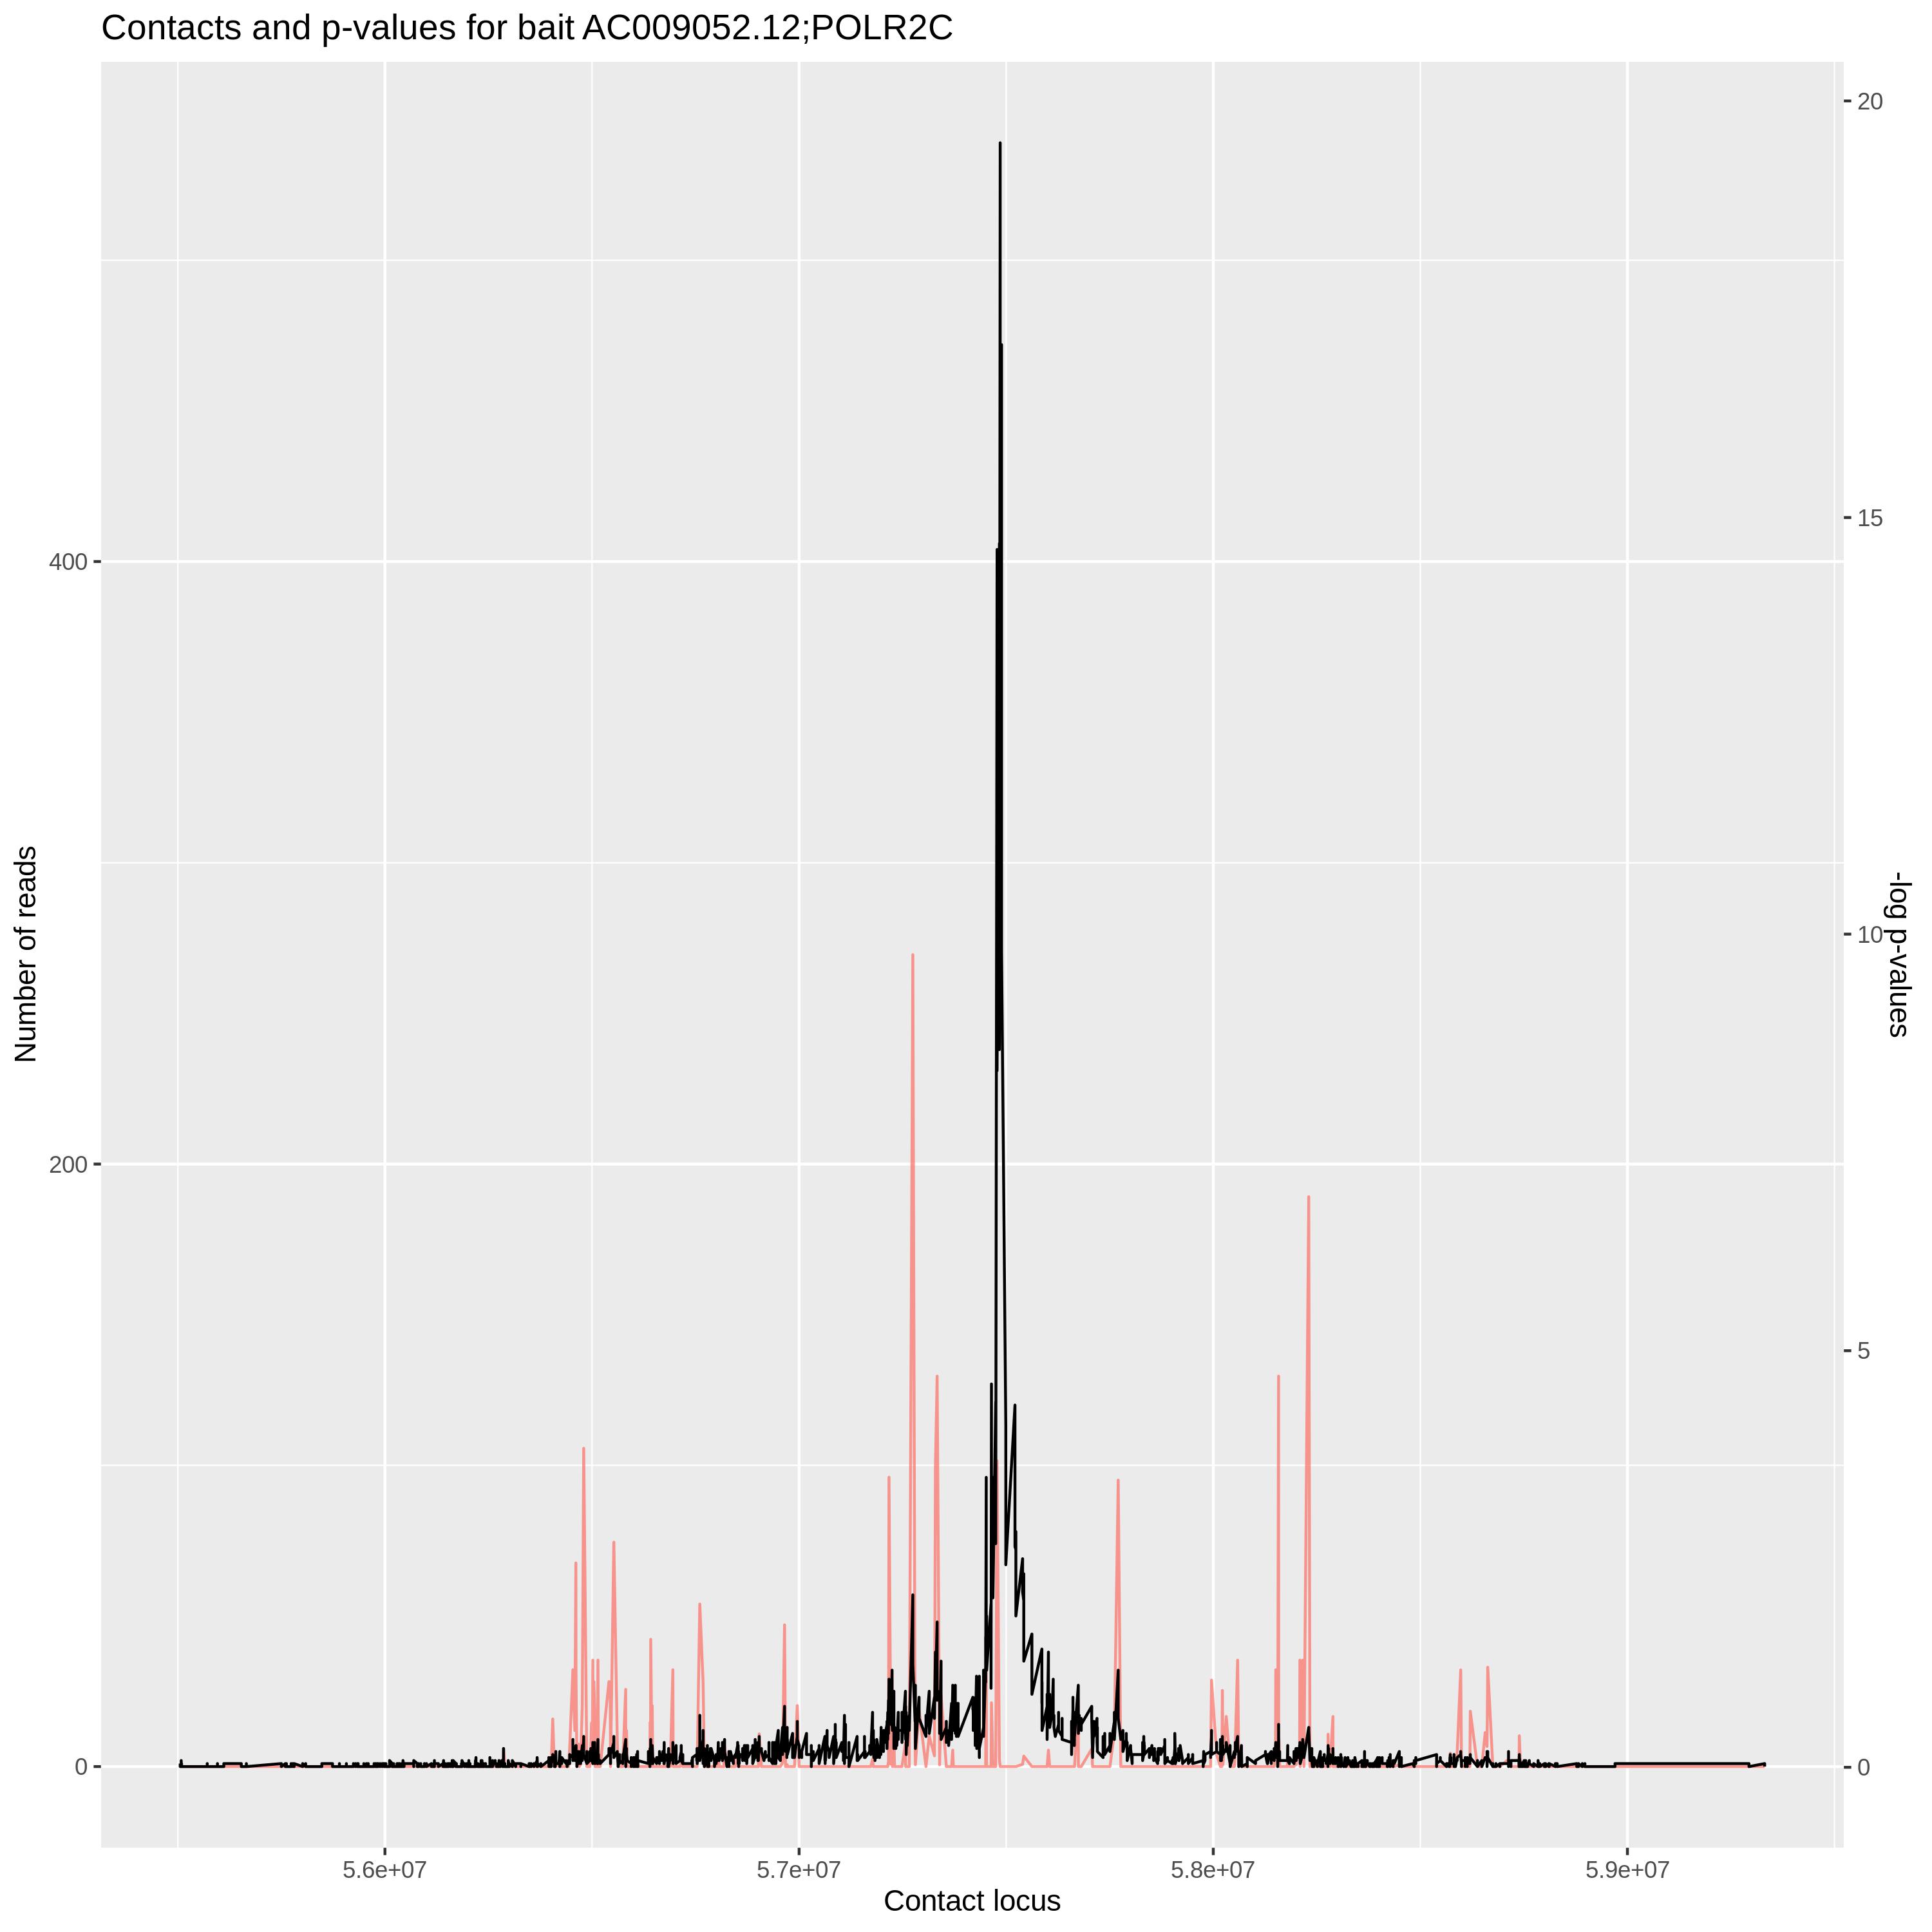 Contacts and p-values for bait AC009052.12;POLR2C
20
15
400
10
200
5
0
0
Number of reads
-log p-values
5.6e+07 5.7e+07 5.8e+07 5.9e+07
Contact locus